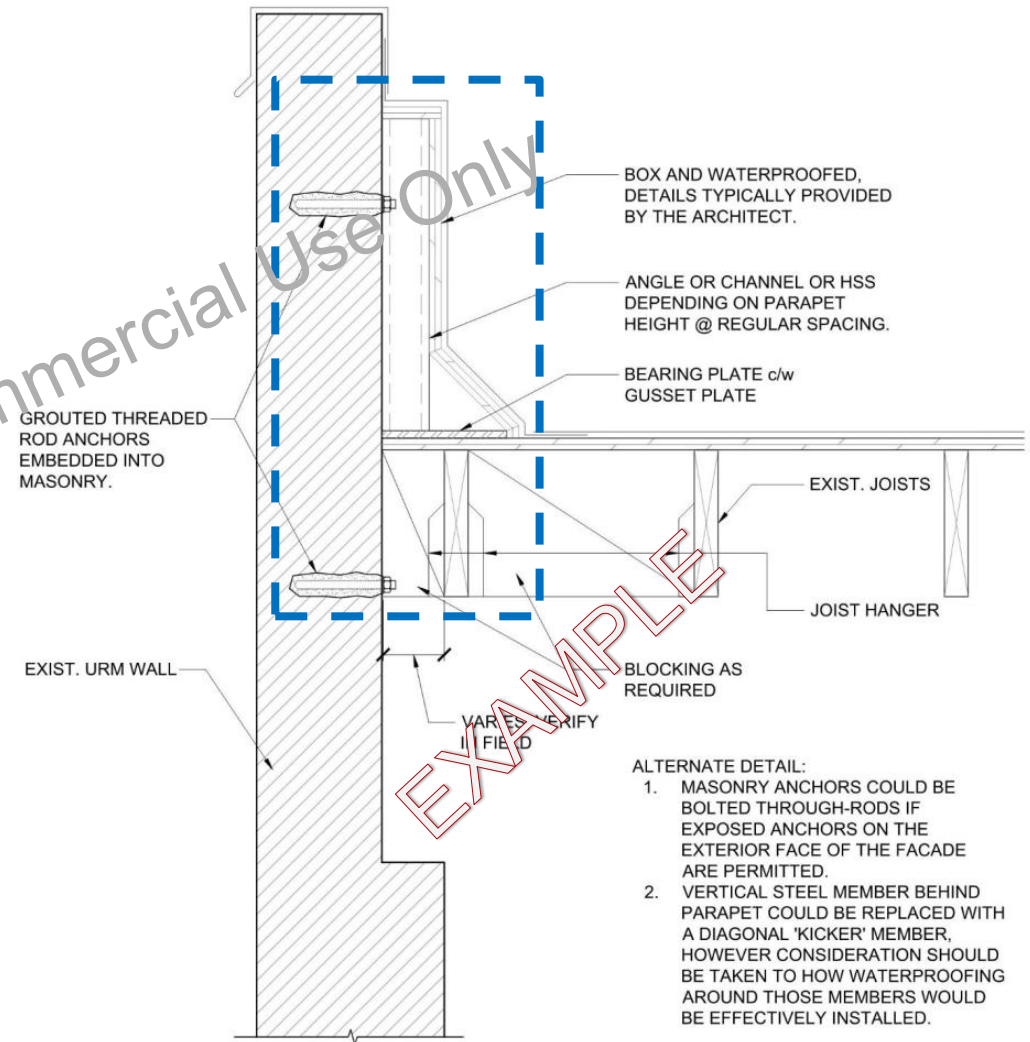 mmercial Use Only
BOX AND WATERPROOFED,
DETAILS TYPICALLY PROVIDED
BY THE ARCHITECT.
ANGLE OR CHANNEL OR HSS
DEPENDING ON PARAPET
HEIGHT @ REGULAR SPACING.
BEARING PLATE c/w
GUSSET PLATE
GROUTED THREADED
ROD ANCHORS
EMBEDDED INTO
MASONRY.
EXIST. JOISTS
JOIST HANGER
EXIST. URM WALL
BLOCKING AS
REQUIRED
VARIES VERIFY
IN FIELD
EXAMPLE
ALTERNATE DETAIL:
1. MASONRY ANCHORS COULD BE
BOLTED THROUGH-RODS IF
EXPOSED ANCHORS ON THE
EXTERIOR FACE OF THE FACADE
ARE PERMITTED.
2. VERTICAL STEEL MEMBER BEHIND
PARAPET COULD BE REPLACED WITH
A DIAGONAL 'KICKER' MEMBER,
HOWEVER CONSIDERATION SHOULD
BE TAKEN TO HOW WATERPROOFING
AROUND THOSE MEMBERS WOULD
BE EFFECTIVELY INSTALLED.